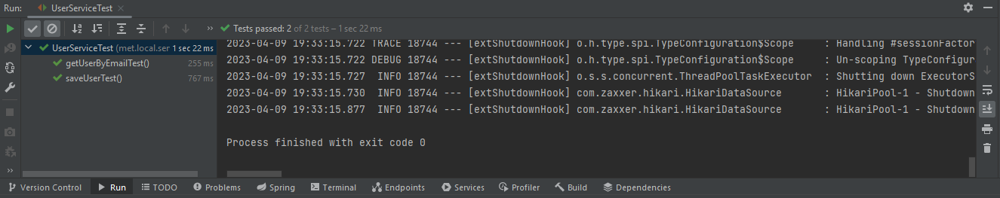 Run: UserServiceTest
Tests passed: 2 of 2 tests – 1 sec 22 ms
UserServiceTest (met.local.ser 1 sec 22 ms
getUserByEmailTest() 255 ms
saveUserTest() 767 ms
2023-04-09 19:33:15.722 TRACE 18744 --- [extShutdownHook] o.h.type.spi.TypeConfiguration$Scope : Handling #sessionFactor
2023-04-09 19:33:15.722 DEBUG 18744 --- [extShutdownHook] o.h.type.spi.TypeConfiguration$Scope : Un-scoping TypeConfigur
2023-04-09 19:33:15.727 INFO 18744 --- [extShutdownHook] o.s.s.concurrent.ThreadPoolTaskExecutor : Shutting down ExecutorS
2023-04-09 19:33:15.730 INFO 18744 --- [extShutdownHook] com.zaxxer.hikari.HikariDataSource : HikariPool-1 - Shutdown
2023-04-09 19:33:15.877 INFO 18744 --- [extShutdownHook] com.zaxxer.hikari.HikariDataSource : HikariPool-1 - Shutdown
Process finished with exit code 0
Version Control Run TODO Problems Spring Terminal Endpoints Services Profiler Build Dependencies